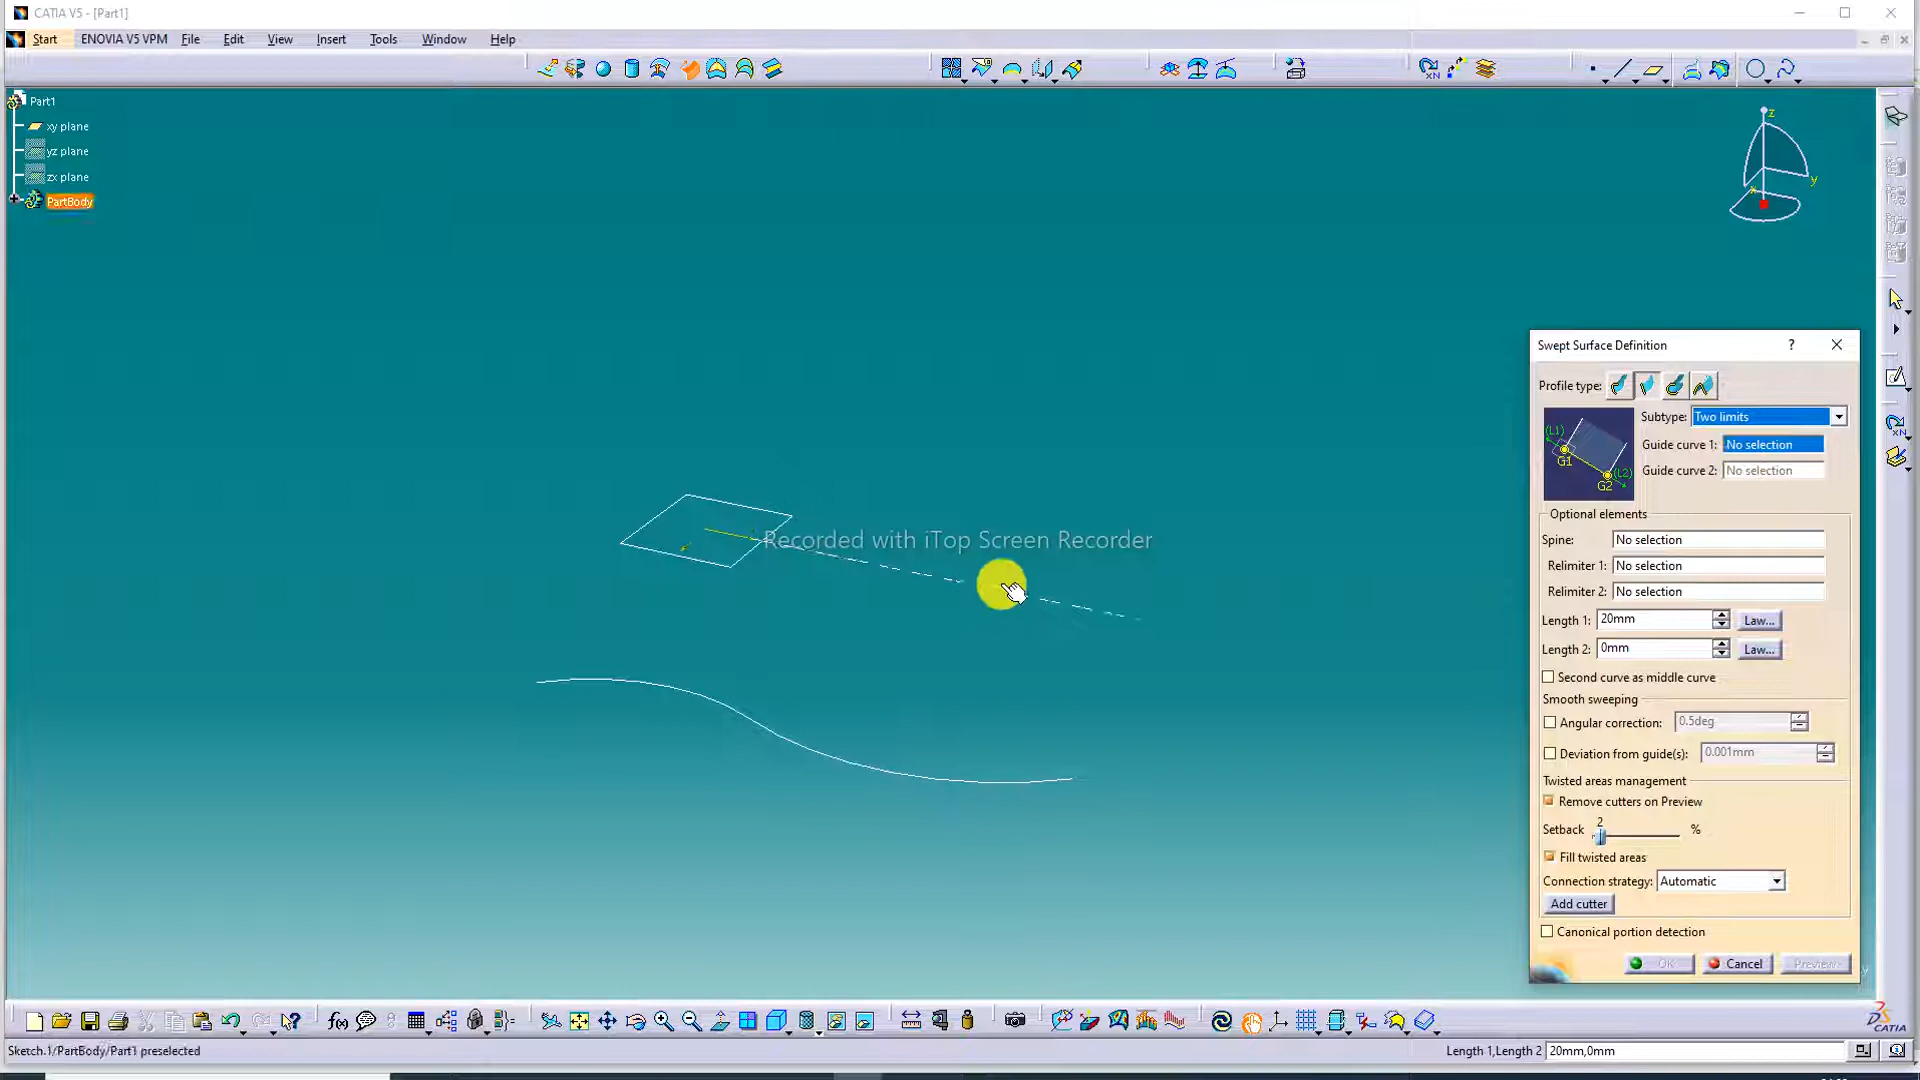 CATIA V5 - [Part1]
Start ENOVIA V5 VPM File Edit View Insert Tools Window Help
Part1
xy plane
yz plane
zx plane
PartBody
z
y
x
Swept Surface Definition
Profile type:
Subtype: Two limits
Guide curve 1: No selection
Guide curve 2: No selection
(L1)
G1
(L2)
G2
Optional elements
Spine: No selection
Relimiter 1: No selection
Relimiter 2: No selection
Length 1: 20mm Law...
Length 2: 0mm Law...
Second curve as middle curve
Smooth sweeping
Angular correction: 0.5deg
Deviation from guide(s): 0.001mm
Twisted areas management
Remove cutters on Preview
2
Setback %
Fill twisted areas
Connection strategy: Automatic
Add cutter
Canonical portion detection
OK Cancel Preview
Recorded with iTop Screen Recorder
CATIA
Sketch.1/PartBody/Part1 preselected
Length 1,Length 2 20mm,0mm